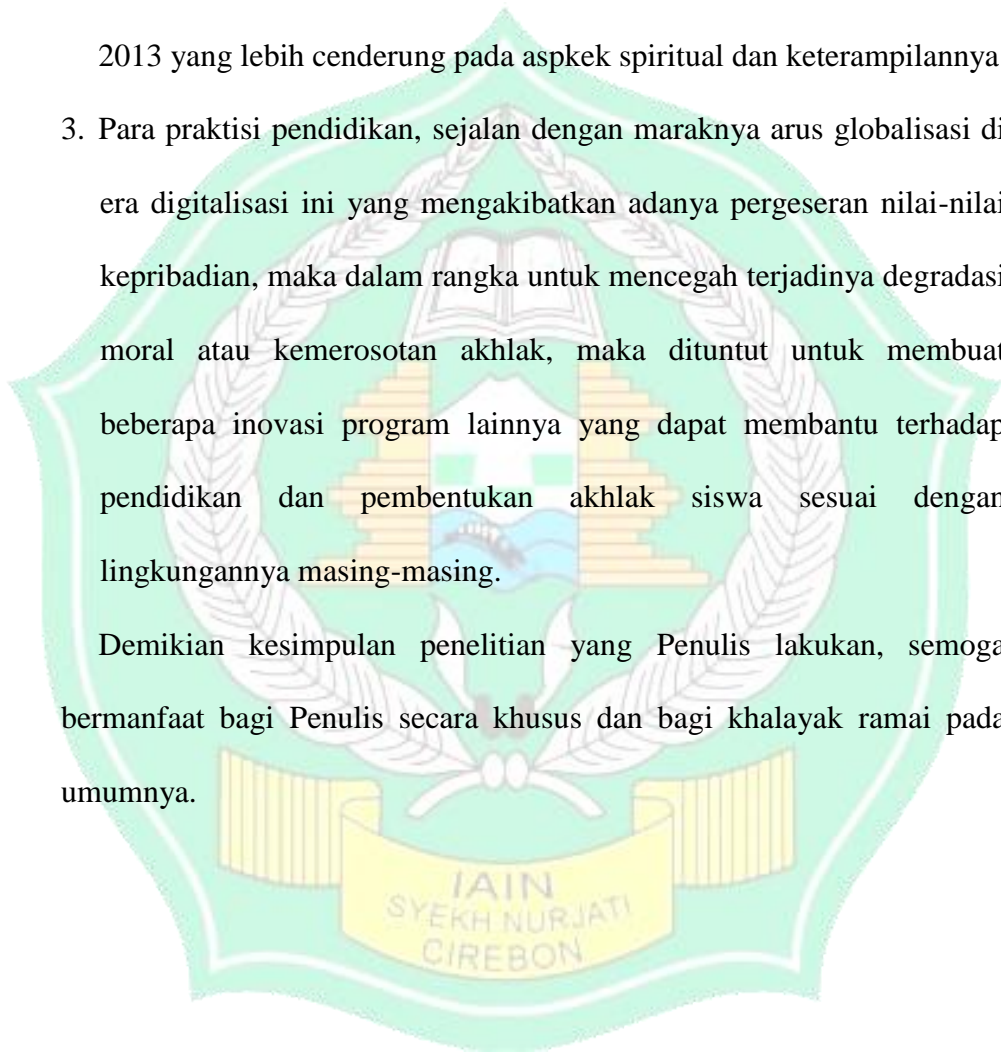 2013 yang lebih cenderung pada aspkek spiritual dan keterampilannya
3. Para praktisi pendidikan, sejalan dengan maraknya arus globalisasi di
era digitalisasi ini yang mengakibatkan adanya pergeseran nilai-nilai
kepribadian, maka dalam rangka untuk mencegah terjadinya degradasi
moral atau kemerosotan akhlak, maka dituntut untuk membuat
beberapa inovasi program lainnya yang dapat membantu terhadap
pendidikan dan pembentukan akhlak siswa sesuai dengan
lingkungannya masing-masing.
Demikian kesimpulan penelitian yang Penulis lakukan, semoga
bermanfaat bagi Penulis secara khusus dan bagi khalayak ramai pada
umumnya.
IAIN
SYEKH NURJATI
CIREBON